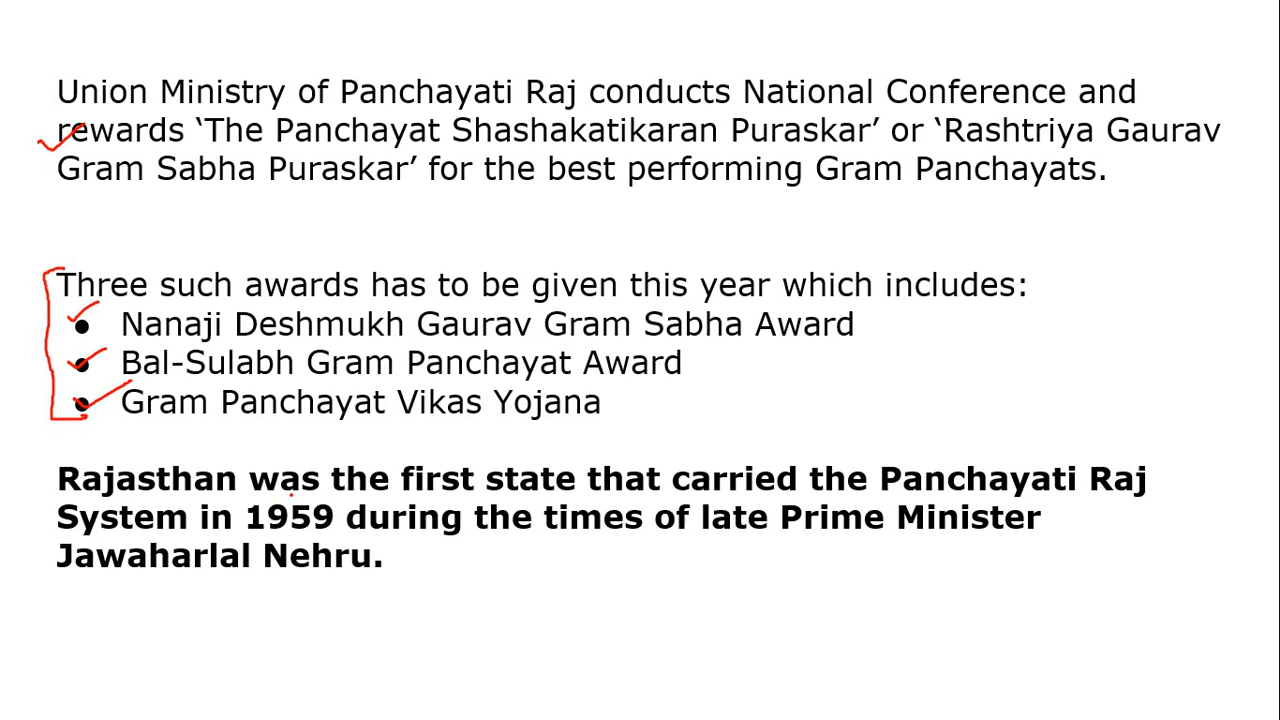 Union Ministry of Panchayati Raj conducts National Conference and
rewards ‘The Panchayat Shashakatikaran Puraskar’ or ‘Rashtriya Gaurav
Gram Sabha Puraskar’ for the best performing Gram Panchayats.
Three such awards has to be given this year which includes:
● Nanaji Deshmukh Gaurav Gram Sabha Award
● Bal-Sulabh Gram Panchayat Award
● Gram Panchayat Vikas Yojana
Rajasthan was the first state that carried the Panchayati Raj
System in 1959 during the times of late Prime Minister
Jawaharlal Nehru.